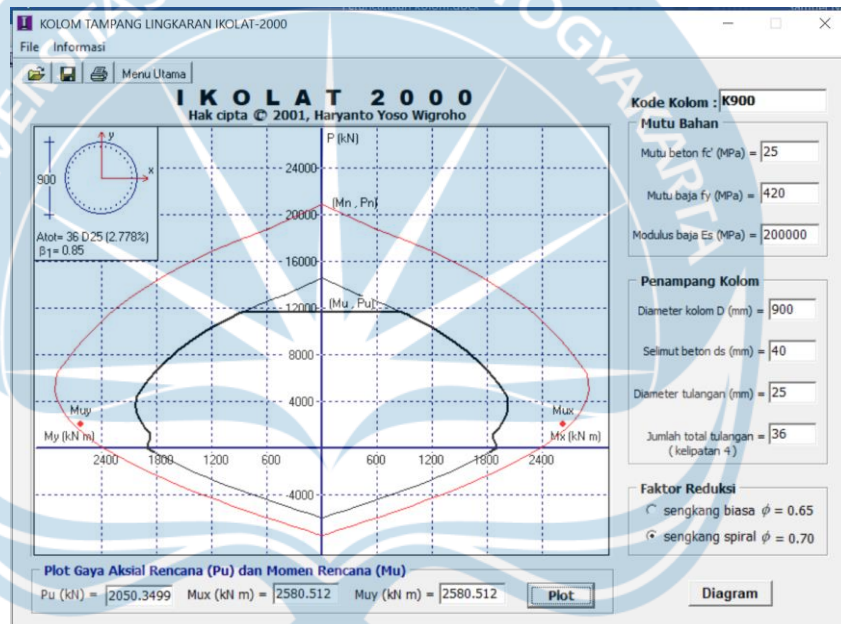 KOLOM TAMPANG LINGKARAN IKOLAT-2000
File Informasi
Menu Utama
I K O L A T 2 0 0 0
Hak cipta © 2001, Haryanto Yoso Wigroho
P (kN)
y
x
900
Atot= 36 D25 (2.778%)
β1= 0.85
24000
20000
16000
12000
8000
4000
-4000
(Mn , Pn)
(Mu , Pu)
Muy
Mux
My (kN m)
Mx (kN m)
2400 1800 1200 600 600 1200 1800 2400
Kode Kolom : K900
Mutu Bahan
Mutu beton fc' (MPa) = 25
Mutu baja fy (MPa) = 420
Modulus baja Es (MPa) = 200000
Penampang Kolom
Diameter kolom D (mm) = 900
Selimut beton ds (mm) = 40
Diameter tulangan (mm) = 25
Jumlah total tulangan = 36
( kelipatan 4 )
Faktor Reduksi
sengkang biasa ϕ = 0.65
sengkang spiral ϕ = 0.70
Plot Gaya Aksial Rencana (Pu) dan Momen Rencana (Mu)
Pu (kN) = 2050.3499 Mux (kN m) = 2580.512 Muy (kN m) = 2580.512 Plot
Diagram